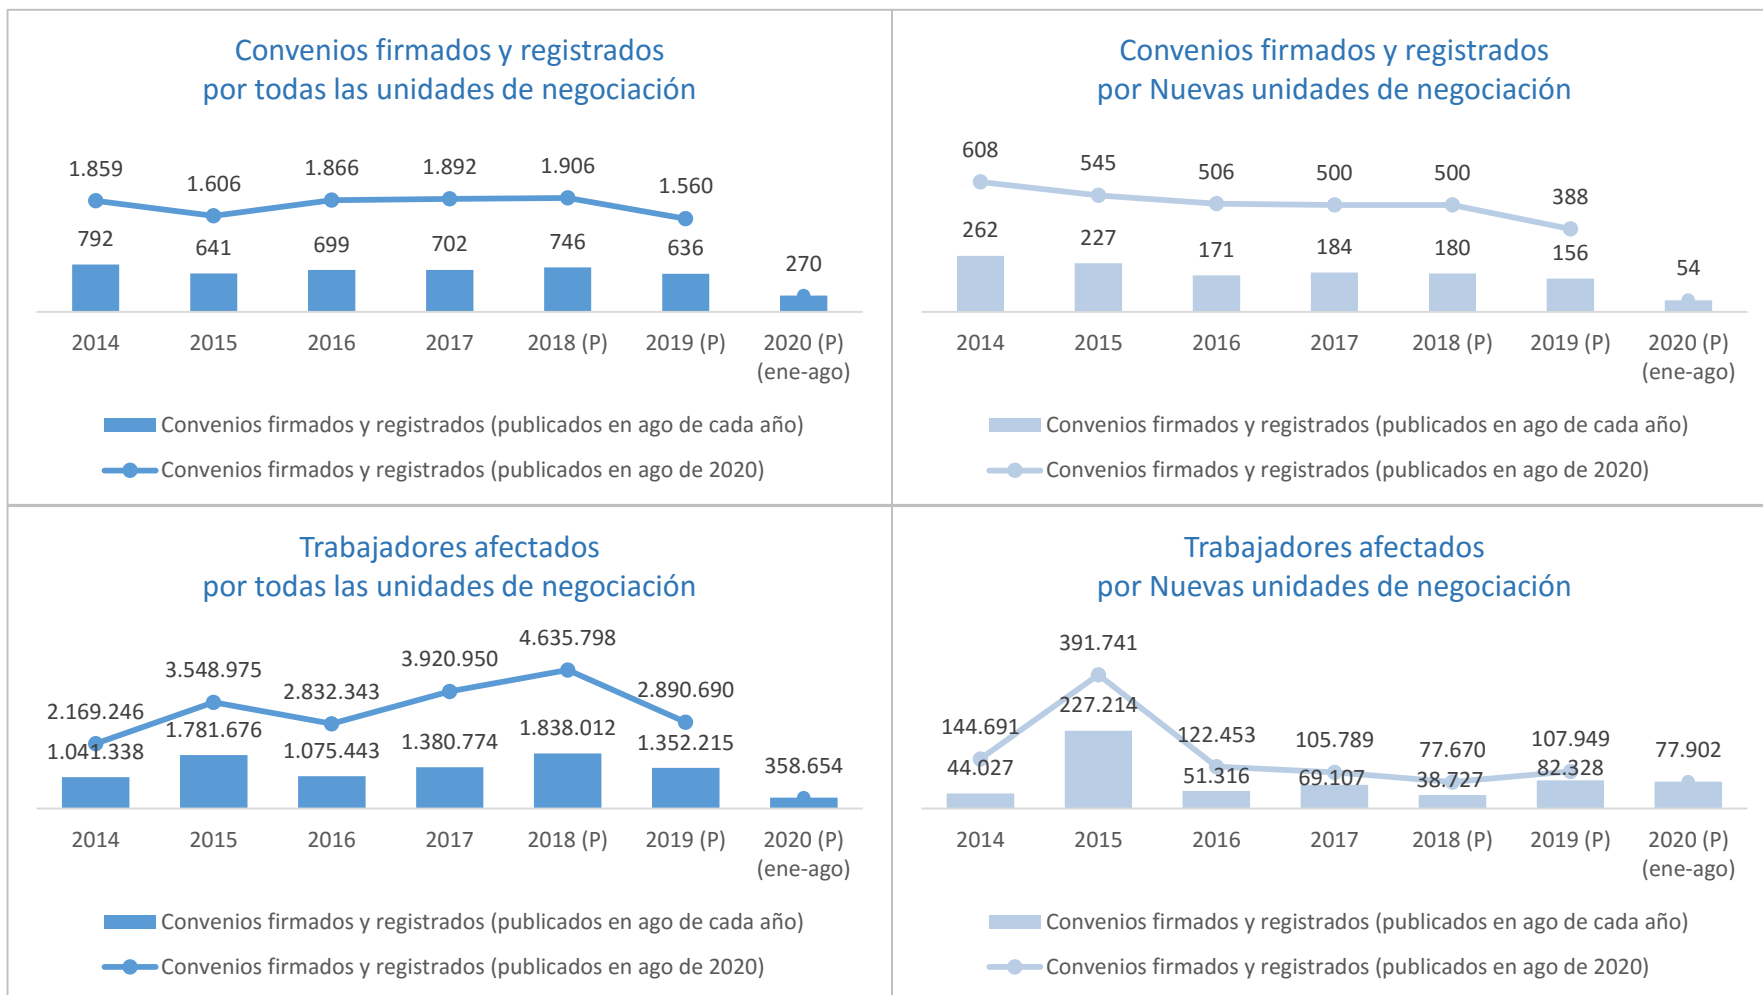 Convenios firmados y registrados
por todas las unidades de negociación
1.859
1.606
1.866
1.892
1.906
1.560
792
641
699
702
746
636
270
2014
2015
2016
2017
2018 (P)
2019 (P)
2020 (P)
(ene-ago)
Convenios firmados y registrados (publicados en ago de cada año)
Convenios firmados y registrados (publicados en ago de 2020)
Convenios firmados y registrados
por Nuevas unidades de negociación
608
545
506
500
500
388
262
227
171
184
180
156
54
2014
2015
2016
2017
2018 (P)
2019 (P)
2020 (P)
(ene-ago)
Convenios firmados y registrados (publicados en ago de cada año)
Convenios firmados y registrados (publicados en ago de 2020)
Trabajadores afectados
por todas las unidades de negociación
2.169.246
3.548.975
2.832.343
3.920.950
4.635.798
2.890.690
1.041.338
1.781.676
1.075.443
1.380.774
1.838.012
1.352.215
358.654
2014
2015
2016
2017
2018 (P)
2019 (P)
2020 (P)
(ene-ago)
Convenios firmados y registrados (publicados en ago de cada año)
Convenios firmados y registrados (publicados en ago de 2020)
Trabajadores afectados
por Nuevas unidades de negociación
144.691
391.741
122.453
105.789
77.670
107.949
44.027
227.214
51.316
69.107
38.727
82.328
77.902
2014
2015
2016
2017
2018 (P)
2019 (P)
2020 (P)
(ene-ago)
Convenios firmados y registrados (publicados en ago de cada año)
Convenios firmados y registrados (publicados en ago de 2020)